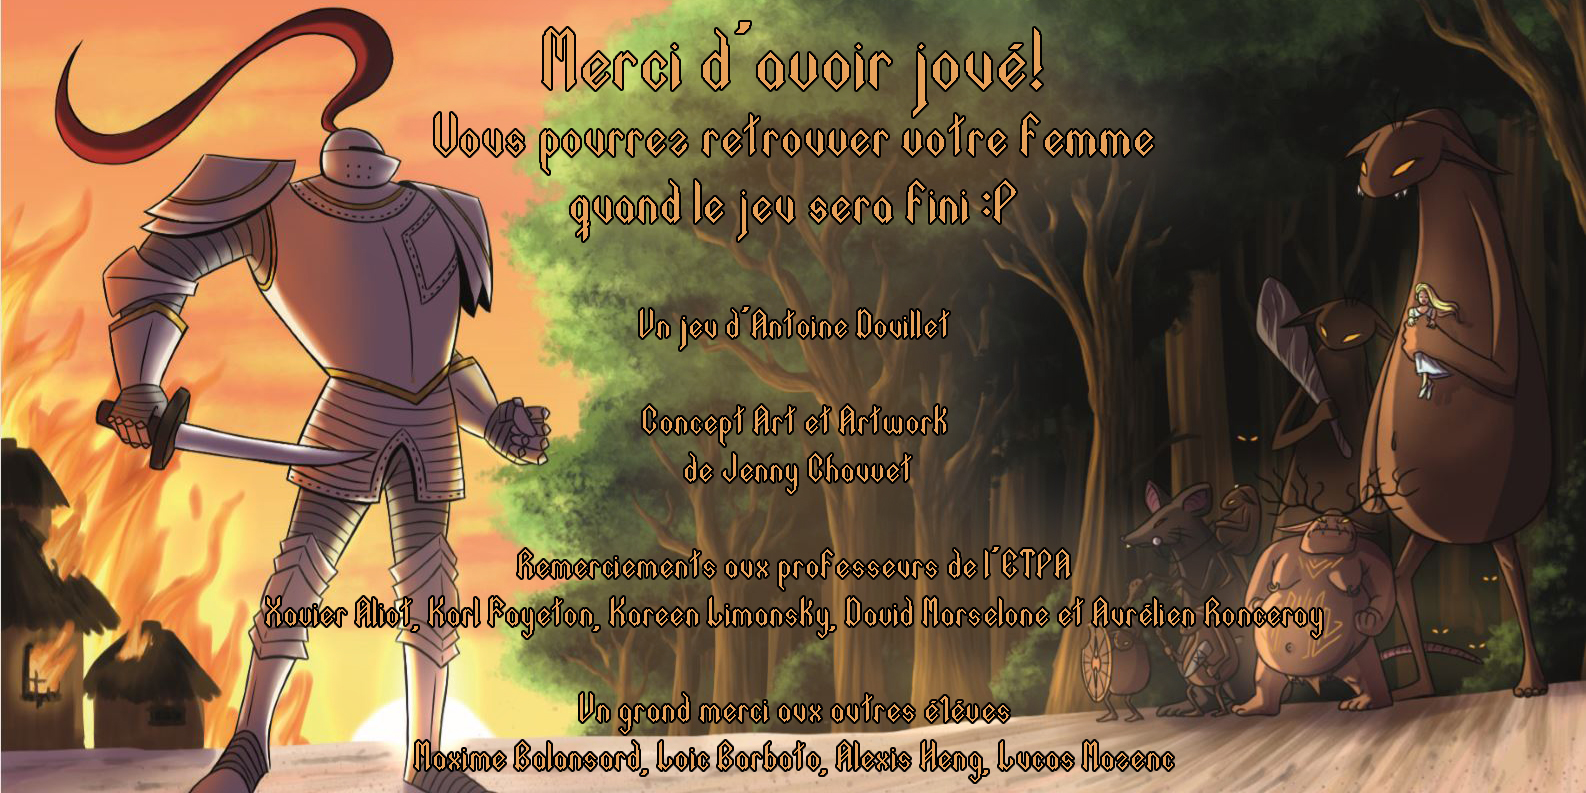 Merci d'avoir joué!
Vous pourrez retrouver votre femme
quand le jeu sera fini :P
Un jeu d'Antoine Douillet
Concept Art et Artwork
de Jenny Chauvet
Remerciements aux professeurs de l'ETPA
Xavier Aliot, Karl Fayeton, Kareen Limansky, David Marselone et Aurélien Ronceray
Un grand merci aux autres élèves
Maxime Balansard, Loic Barbato, Alexis Heng, Lucas Mazenc